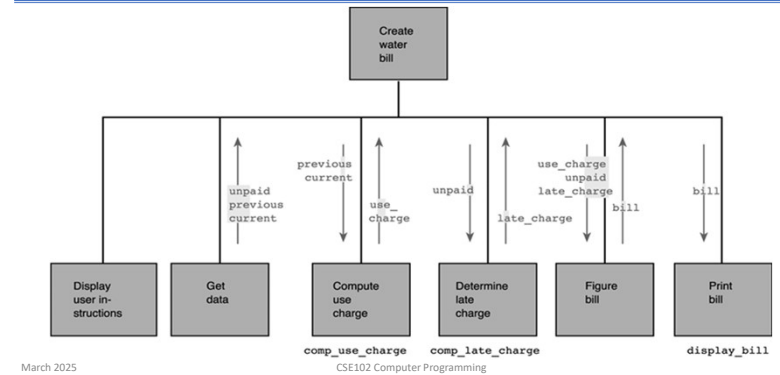 Create
water
bill
unpaid
previous
current
previous
current
use_
charge
unpaid
late_charge
use_charge
unpaid
late_charge
bill
bill
Display
user in-
structions
Get
data
Compute
use
charge
Determine
late
charge
Figure
bill
Print
bill
comp_use_charge
comp_late_charge
display_bill
March 2025
CSE102 Computer Programming